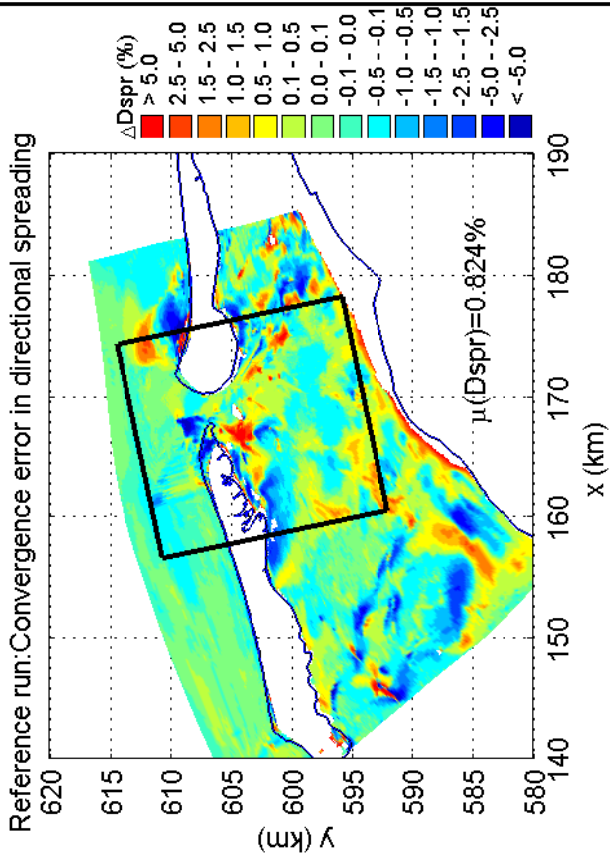 Reference run:Convergence error in directional spreading
ΔDspr (%)
> 5.0
2.5 - 5.0
1.5 - 2.5
1.0 - 1.5
0.5 - 1.0
0.1 - 0.5
0.0 - 0.1
-0.1 - 0.0
-0.5 - -0.1
-1.0 - -0.5
-1.5 - -1.0
-2.5 - -1.5
-5.0 - -2.5
< -5.0
620
615
610
605
600
595
590
585
580
y (km)
140
150
160
170
180
190
x (km)
μ(Dspr)=0.824%